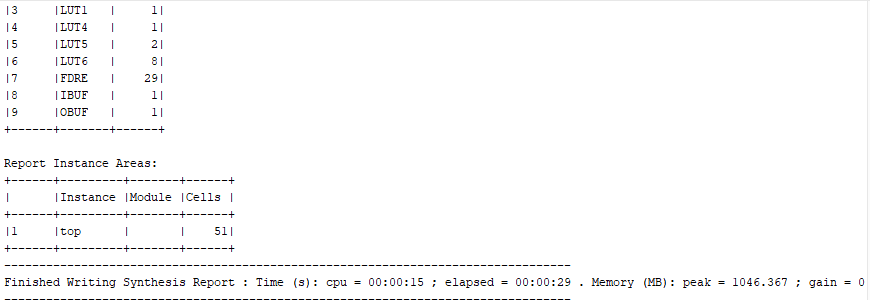 |3     |LUT1   |     1|
|4     |LUT4   |     1|
|5     |LUT5   |     2|
|6     |LUT6   |     8|
|7     |FDRE   |    29|
|8     |IBUF   |     1|
|9     |OBUF   |     1|
+------+-------+------+
Report Instance Areas: 
+------+---------+-------+------+
|      |Instance |Module |Cells |
+------+---------+-------+------+
|1     |top      |       |    51|
+------+---------+-------+------+
---------------------------------------------------------------------------------
Finished Writing Synthesis Report : Time (s): cpu = 00:00:15 ; elapsed = 00:00:29 . Memory (MB): peak = 1046.367 ; gain = 0
---------------------------------------------------------------------------------